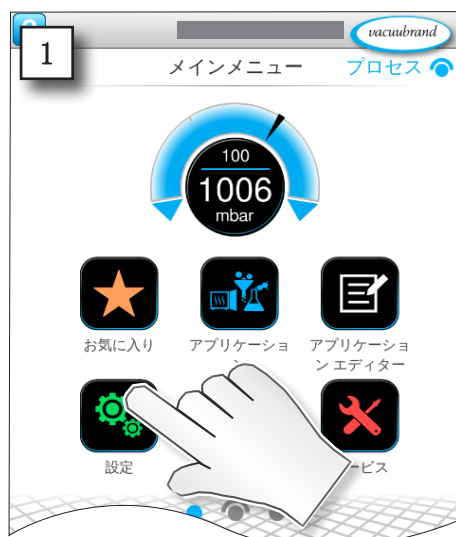 1
vacuubrand
メインメニュー
プロセス
100
1006
mbar
お気に入り
アプリケーショ
ン
アプリケーショ
ン エディター
設定
ービス